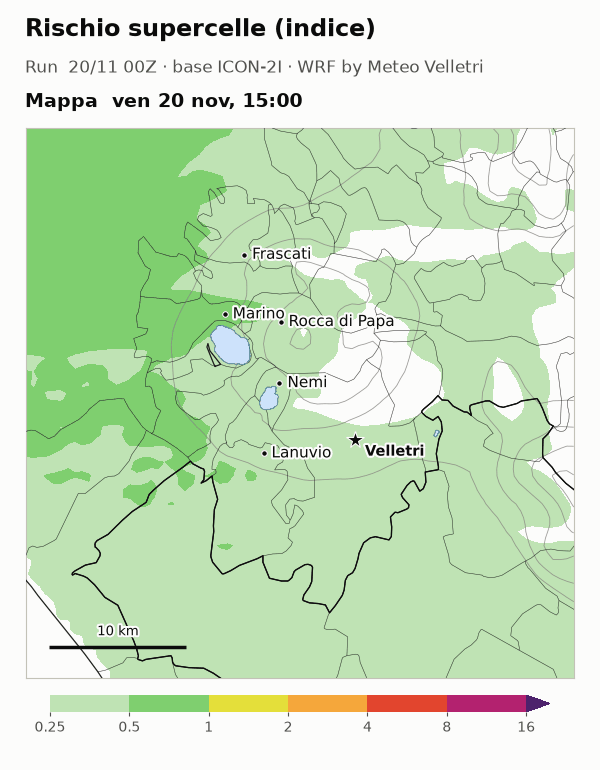 Rischio supercelle (indice)
Run  20/11 00Z · base ICON-2I · WRF by Meteo Velletri
Mappa  ven 20 nov, 15:00
Frascati
Marino
Rocca di Papa
Nemi
Velletri
Lanuvio
10 km
0.25 0.5 1 2 4 8 16